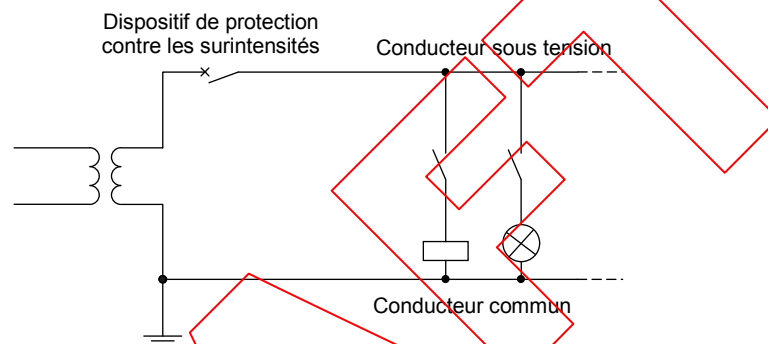 Dispositif de protection
contre les surintensités
Conducteur sous tension
Conducteur commun